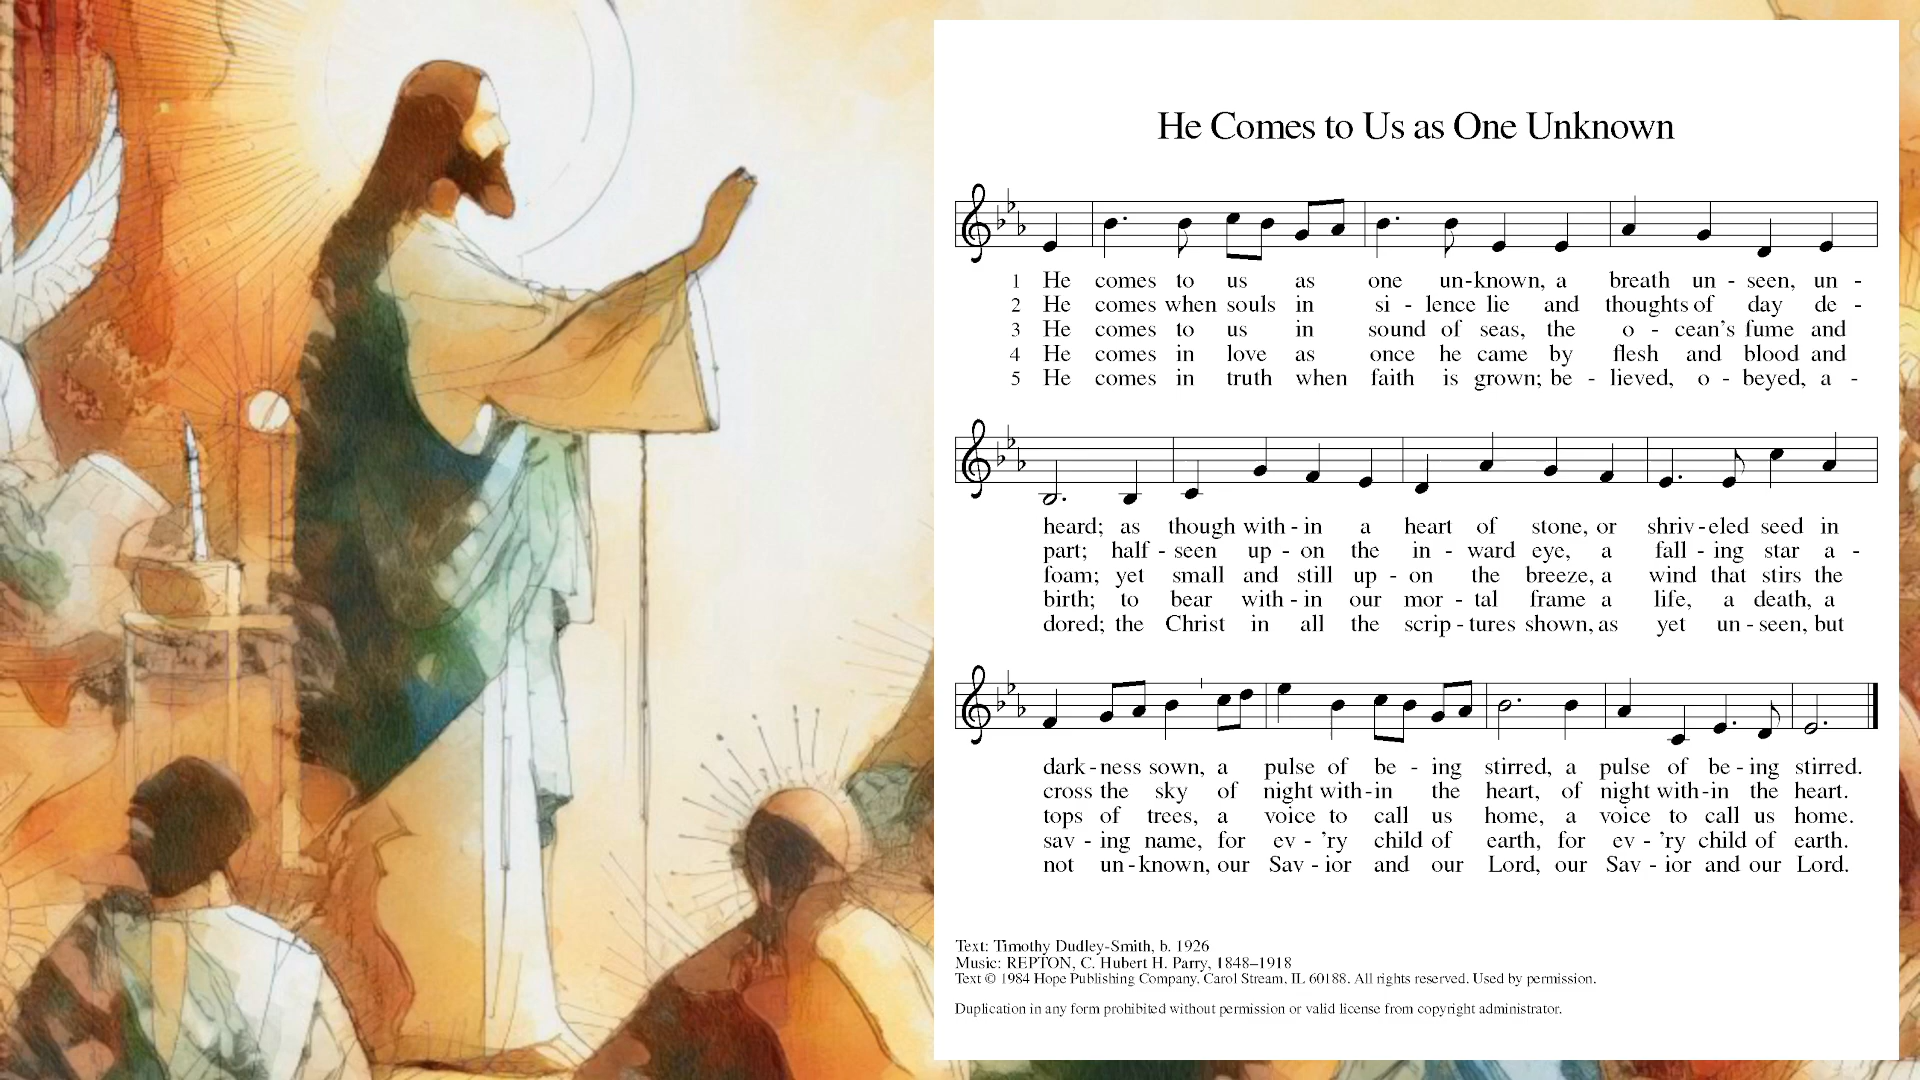 He Comes to Us as One Unknown
1 He comes to us as one un-known, a breath un - seen, un -
2 He comes when souls in si - lence lie and thoughts of day de -
3 He comes to us in sound of seas, the o - cean's fume and
4 He comes in love as once he came by flesh and blood and
5 He comes in truth when faith is grown; be - lieved, o - beyed, a -
heard; as though with - in a heart of stone, or shriv - eled seed in
part; half - seen up - on the in - ward eye, a fall - ing star a -
foam; yet small and still up - on the breeze, a wind that stirs the
birth; to bear with - in our mor - tal frame a life, a death, a
dored; the Christ in all the scrip - tures shown, as yet un - seen, but
dark - ness sown, a pulse of be - ing stirred, a pulse of be - ing stirred.
cross the sky of night with-in the heart, of night with-in the heart.
tops of trees, a voice to call us home, a voice to call us home.
sav - ing name, for ev - 'ry child of earth, for ev - 'ry child of earth.
not un - known, our Sav - ior and our Lord, our Sav - ior and our Lord.
Text: Timothy Dudley-Smith, b. 1926
Music: REPTON, C. Hubert H. Parry, 1848–1918
Text © 1984 Hope Publishing Company, Carol Stream, IL 60188. All rights reserved. Used by permission.
Duplication in any form prohibited without permission or valid license from copyright administrator.